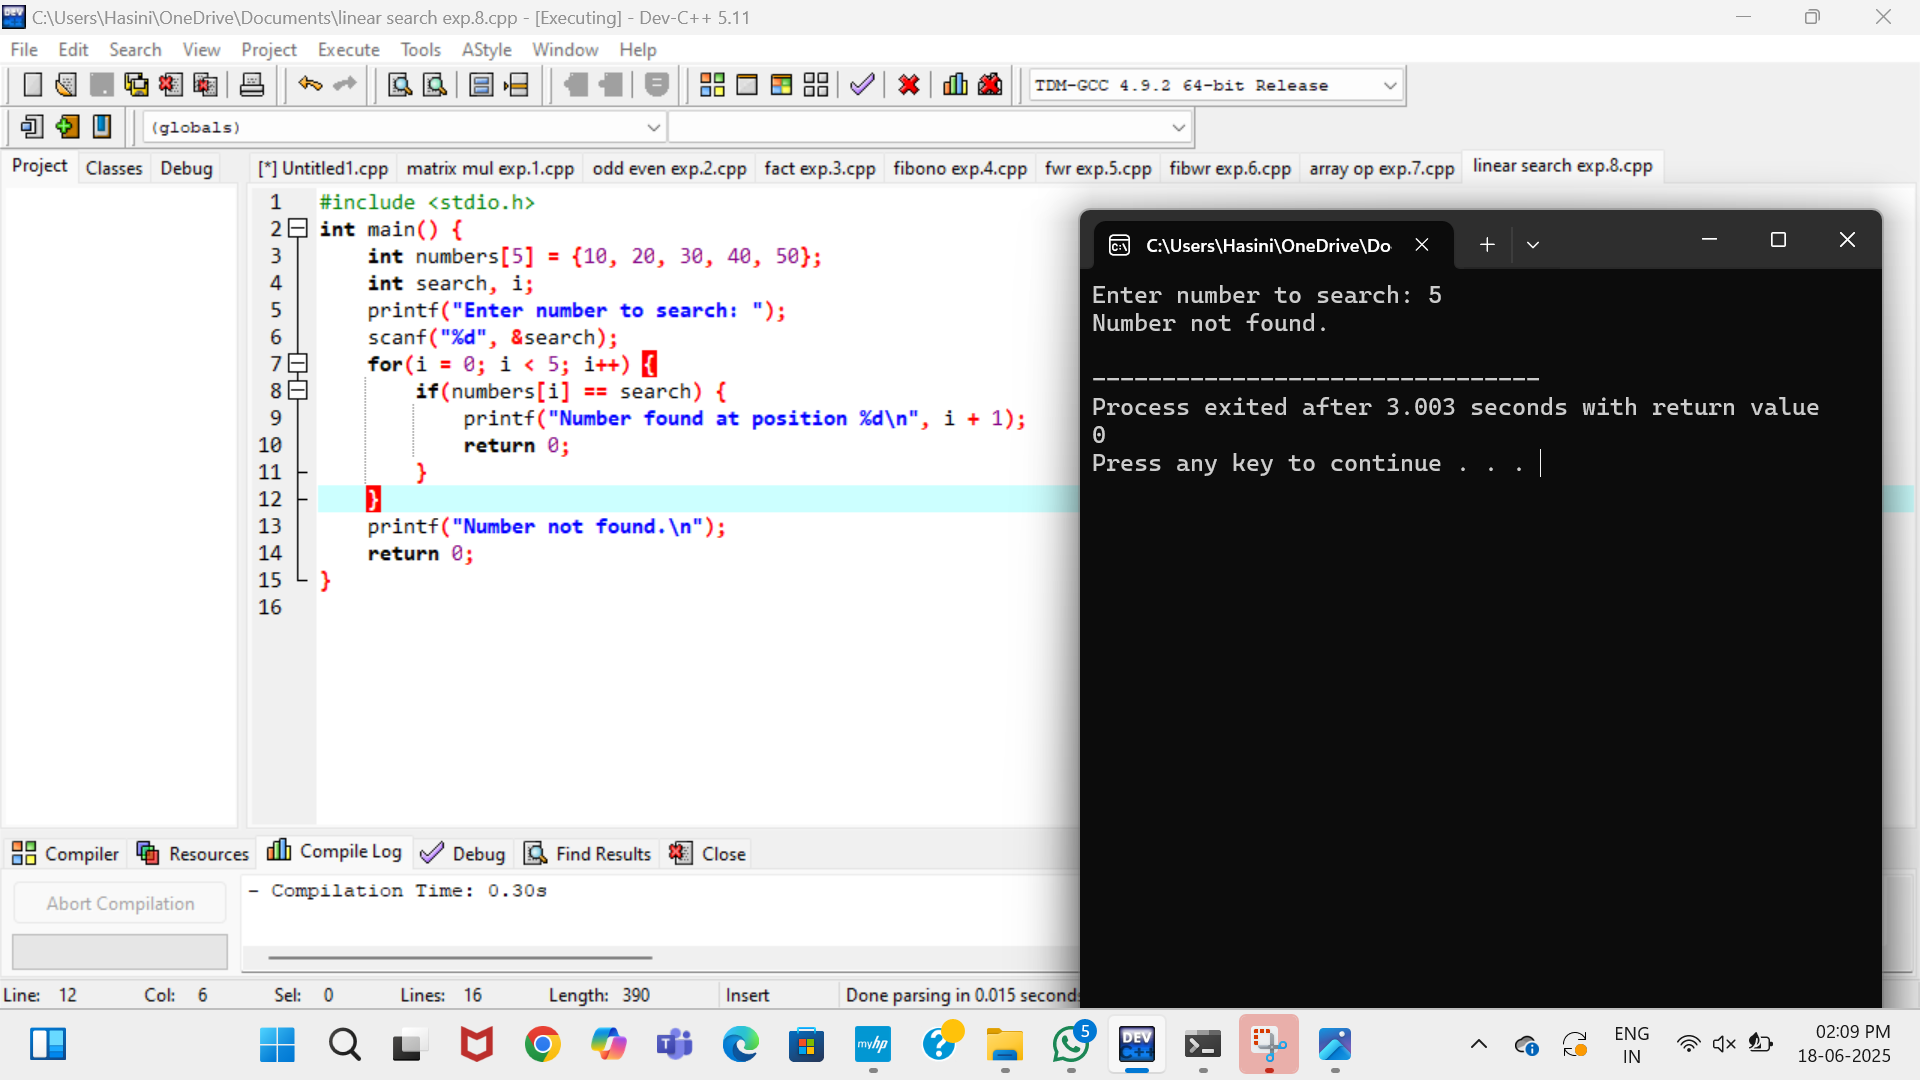 C:\Users\Hasini\OneDrive\Documents\linear search exp.8.cpp - [Executing] - Dev-C++ 5.11
File Edit Search View Project Execute Tools AStyle Window Help
TDM-GCC 4.9.2 64-bit Release
(globals)
Project Classes Debug
[*] Untitled1.cpp matrix mul exp.1.cpp odd even exp.2.cpp fact exp.3.cpp fibono exp.4.cpp fwr exp.5.cpp fibwr exp.6.cpp array op exp.7.cpp linear search exp.8.cpp
1 #include <stdio.h>
2 int main() {
3 int numbers[5] = {10, 20, 30, 40, 50};
4 int search, i;
5 printf("Enter number to search: ");
6 scanf("%d", &search);
7 for(i = 0; i < 5; i++) {
8 if(numbers[i] == search) {
9 printf("Number found at position %d\n", i + 1);
10 return 0;
11 }
12 }
13 printf("Number not found.\n");
14 return 0;
15 }
16
C:\Users\Hasini\OneDrive\Do
Enter number to search: 5
Number not found.
--------------------------------
Process exited after 3.003 seconds with return value
0
Press any key to continue . . .
Compiler Resources Compile Log Debug Find Results Close
Abort Compilation
- Compilation Time: 0.30s
Line: 12 Col: 6 Sel: 0 Lines: 16 Length: 390 Insert Done parsing in 0.015 seconds
myhp
5
DEV
C++
ENG
IN
02:09 PM
18-06-2025